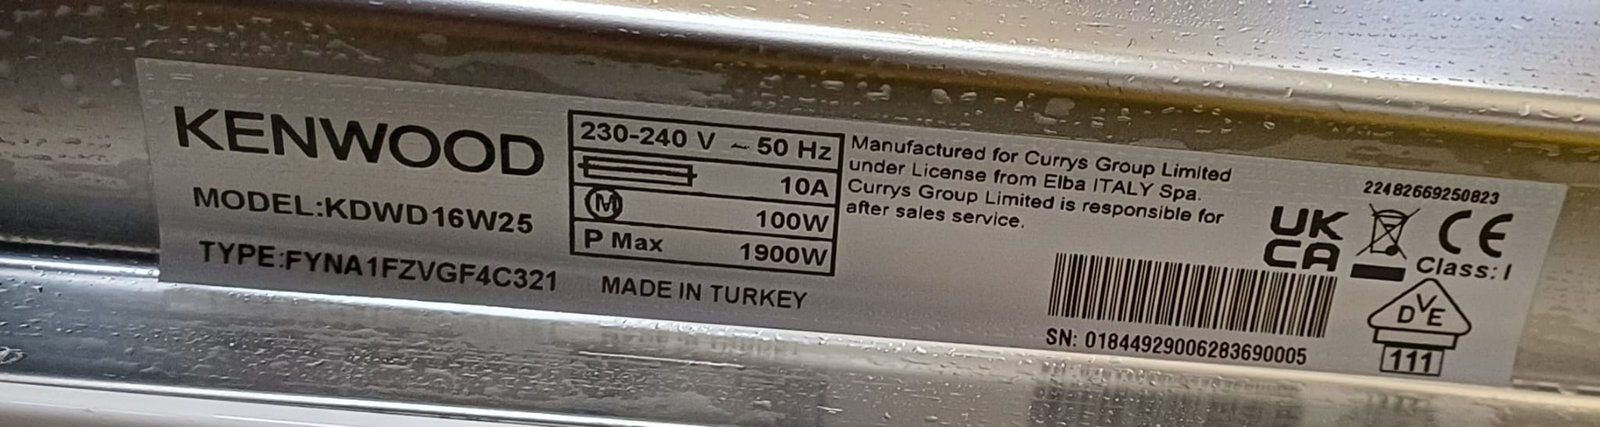 KENWOOD
MODEL:KDWD16W25
TYPE:FYNA1FZVGF4C321
230-240 V ~ 50 Hz
10A
M
100W
P Max 1900W
MADE IN TURKEY
Manufactured for Currys Group Limited
under License from Elba ITALY Spa.
Currys Group Limited is responsible for
after sales service.
22482669250823
UK
CA
CE
Class: I
SN: 01844929006283690005
DVE
111